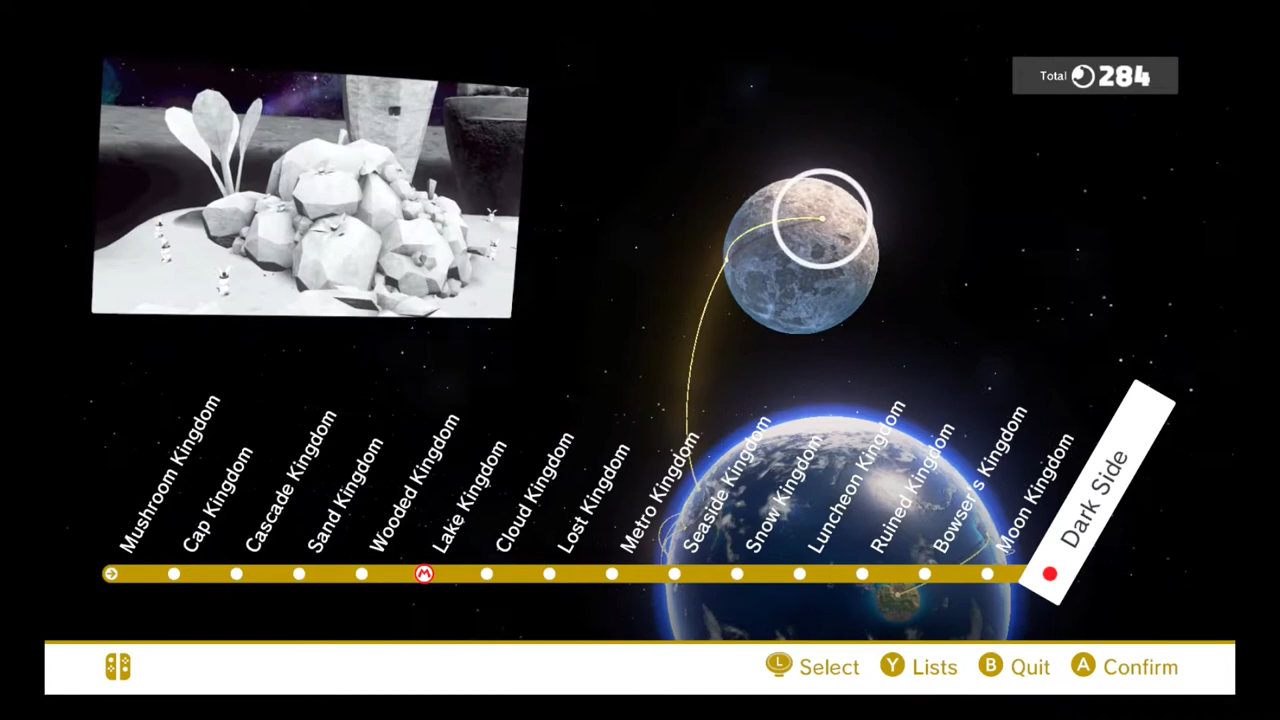 Total 284
Mushroom Kingdom
Cap Kingdom
Cascade Kingdom
Sand Kingdom
Wooded Kingdom
Lake Kingdom
Cloud Kingdom
Lost Kingdom
Metro Kingdom
Seaside Kingdom
Snow Kingdom
Luncheon Kingdom
Ruined Kingdom
Bowser's Kingdom
Moon Kingdom
Dark Side
M
L Select Y Lists B Quit A Confirm